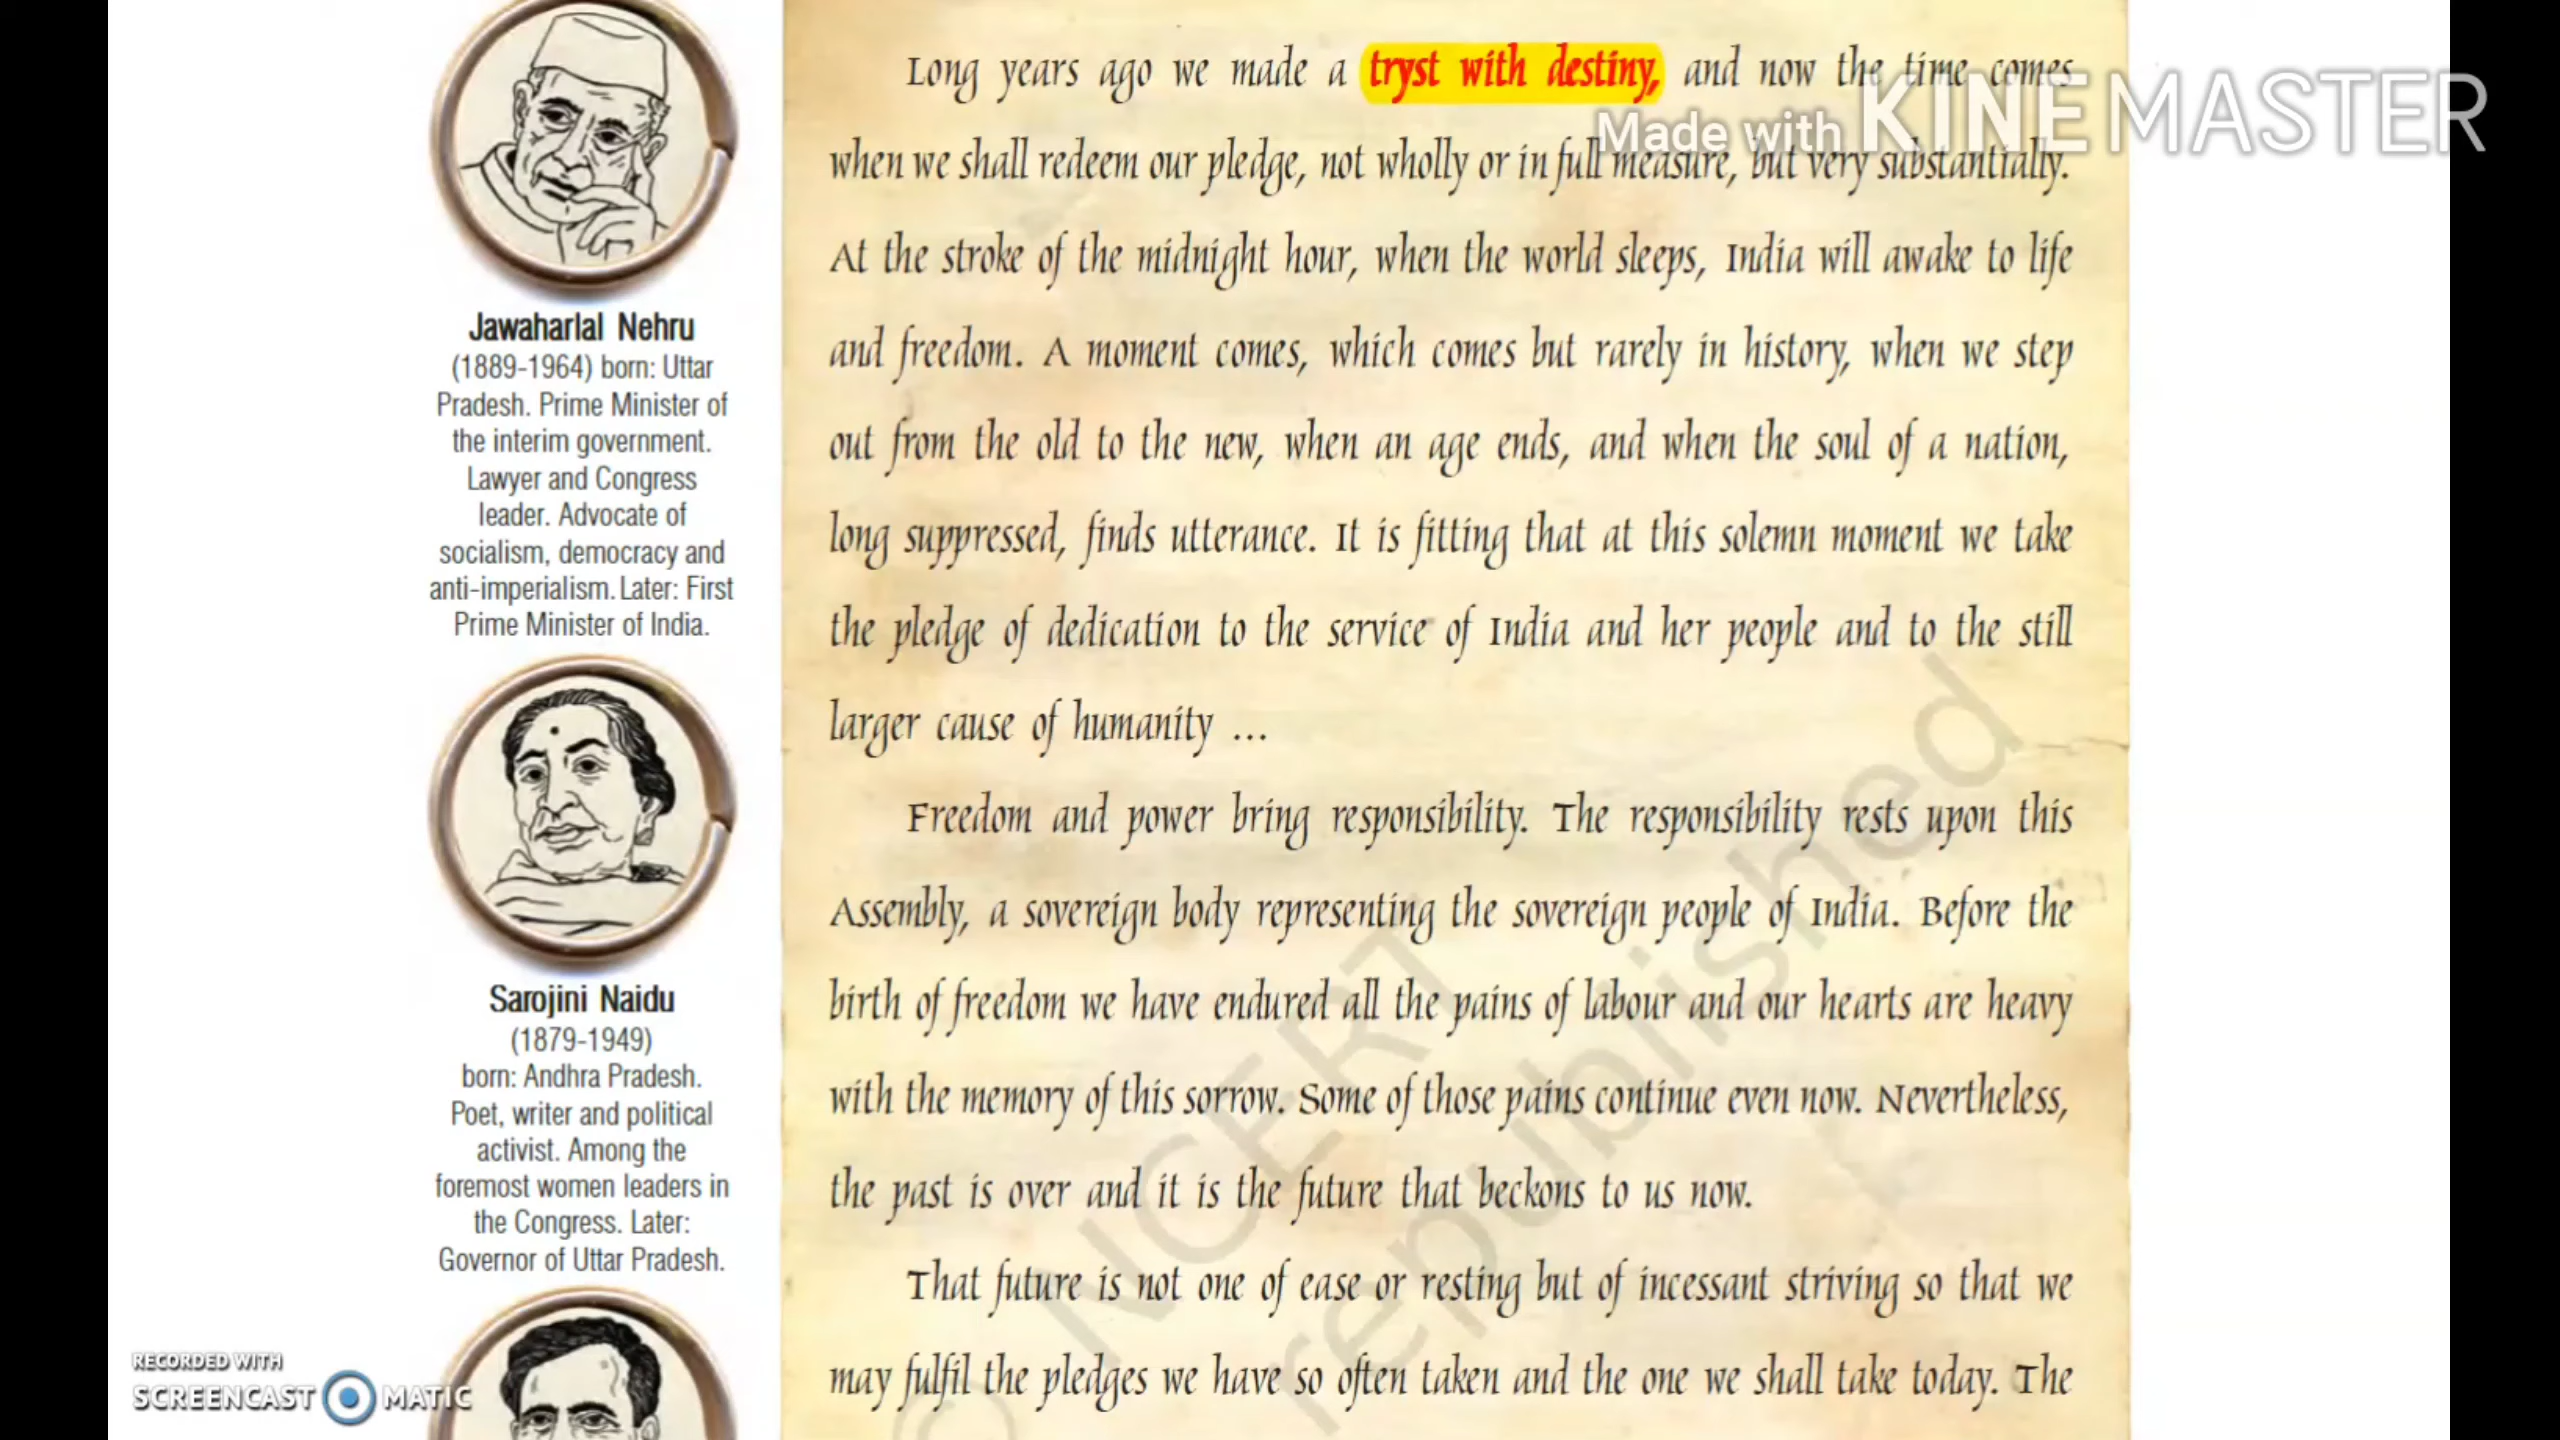 Jawaharlal Nehru
(1889-1964) born: Uttar
Pradesh. Prime Minister of
the interim government.
Lawyer and Congress
leader. Advocate of
socialism, democracy and
anti-imperialism. Later: First
Prime Minister of India.
Sarojini Naidu
(1879-1949)
born: Andhra Pradesh.
Poet, writer and political
activist. Among the
foremost women leaders in
the Congress. Later:
Governor of Uttar Pradesh.
Long years ago we made a tryst with destiny, and now the time comes
when we shall redeem our pledge, not wholly or in full measure, but very substantially.
At the stroke of the midnight hour, when the world sleeps, India will awake to life
and freedom. A moment comes, which comes but rarely in history, when we step
out from the old to the new, when an age ends, and when the soul of a nation,
long suppressed, finds utterance. It is fitting that at this solemn moment we take
the pledge of dedication to the service of India and her people and to the still
larger cause of humanity ...
Freedom and power bring responsibility. The responsibility rests upon this
Assembly, a sovereign body representing the sovereign people of India. Before the
birth of freedom we have endured all the pains of labour and our hearts are heavy
with the memory of this sorrow. Some of those pains continue even now. Nevertheless,
the past is over and it is the future that beckons to us now.
That future is not one of ease or resting but of incessant striving so that we
may fulfil the pledges we have so often taken and the one we shall take today. The
Made with KINEMASTER
© NCERT
republished
RECORDED WITH
SCREENCAST MATIC